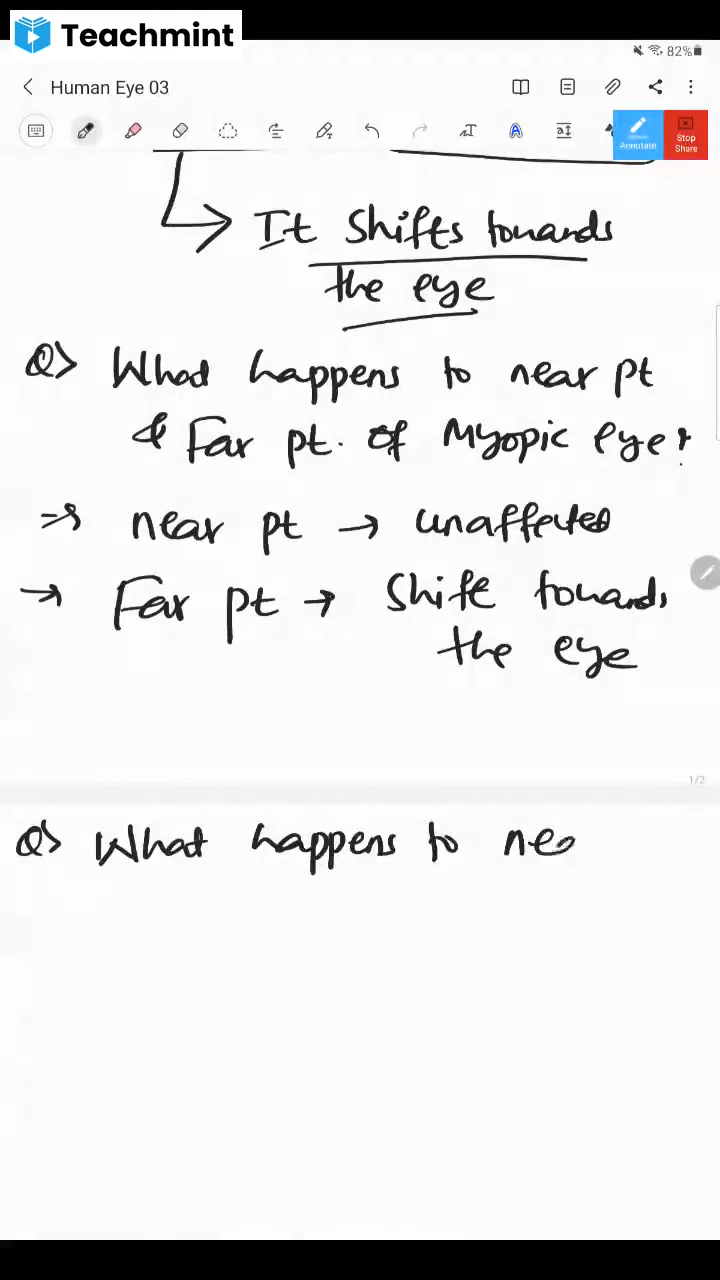 Teachmint
82%
Human Eye 03
Annotate
Stop Share
It shifts towards
the eye
Q> What happens to near pt
& Far pt. of Myopic eye?
near pt → unaffected
→ Far pt → Shift towards
the eye
1/2
Q> What happens to nea